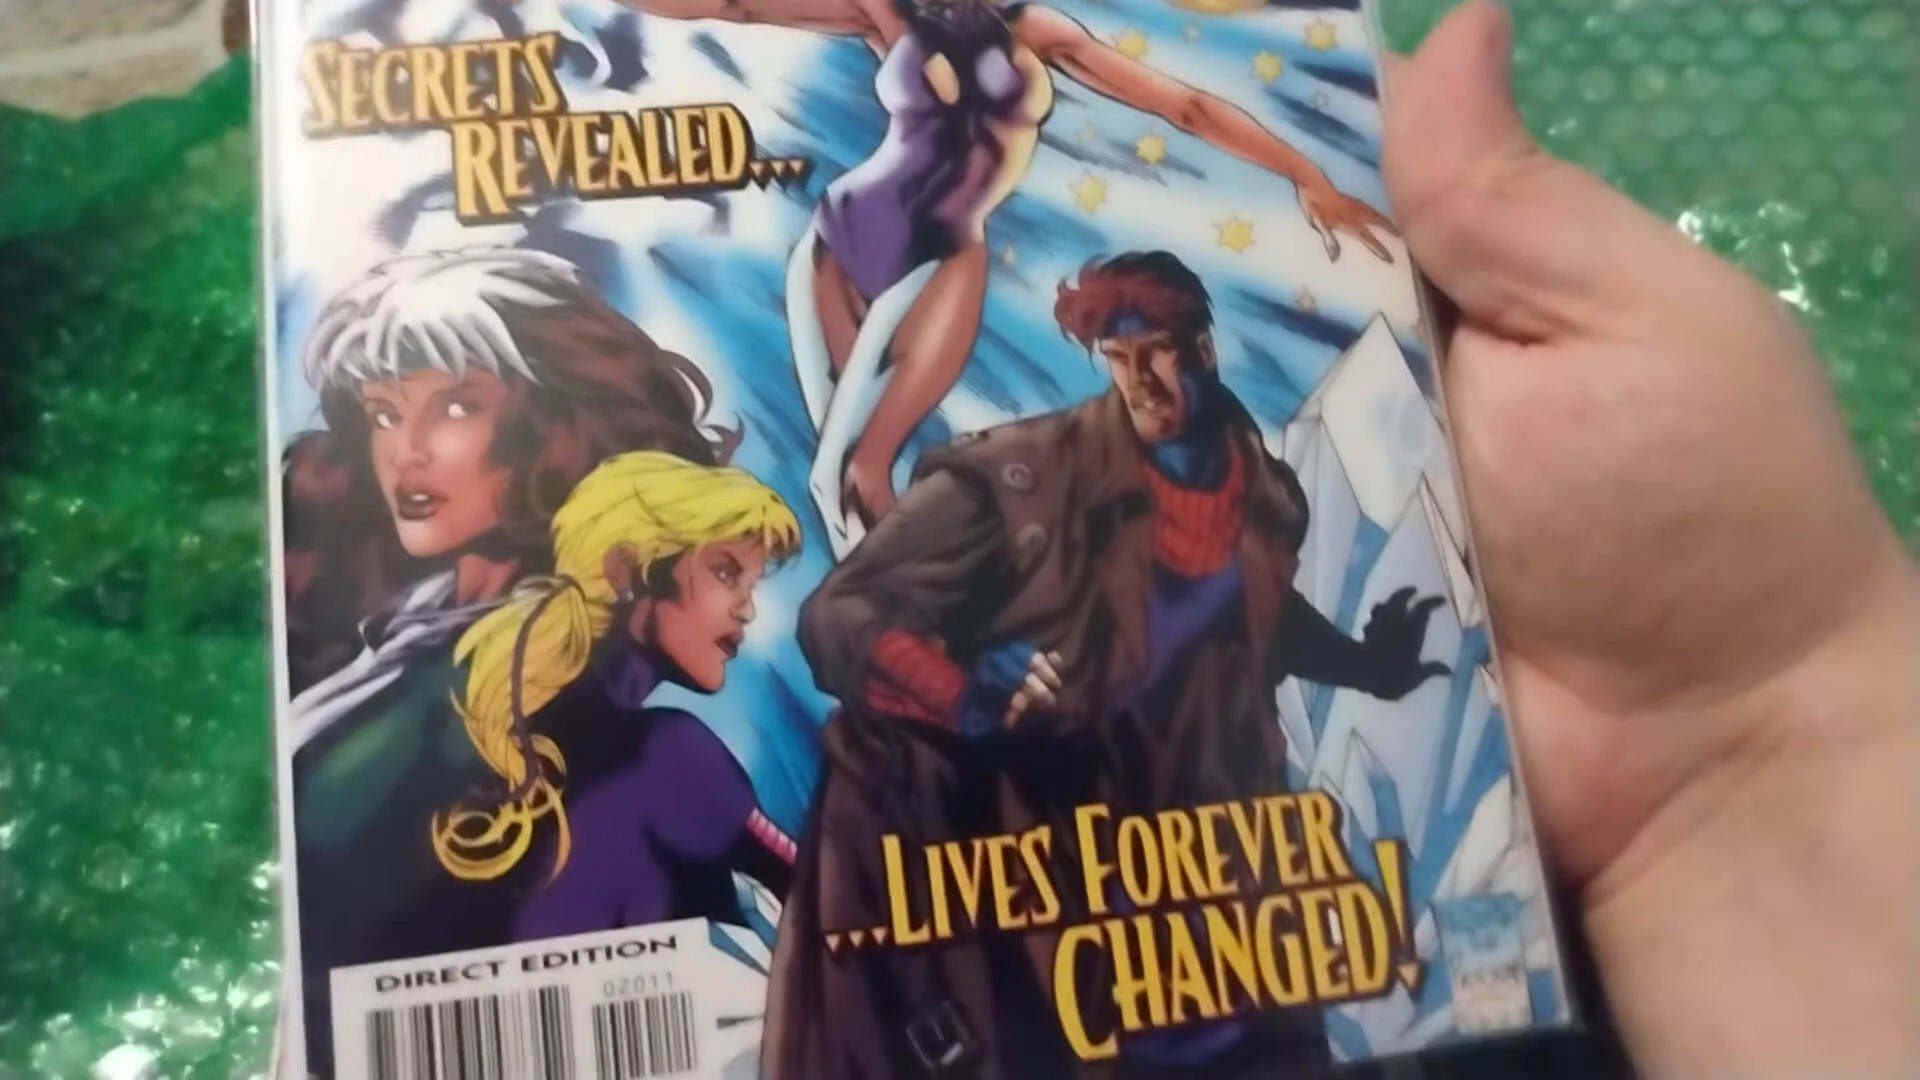 SECRETS
REVEALED...
...LIVES FOREVER
CHANGED!
DIRECT EDITION
02011